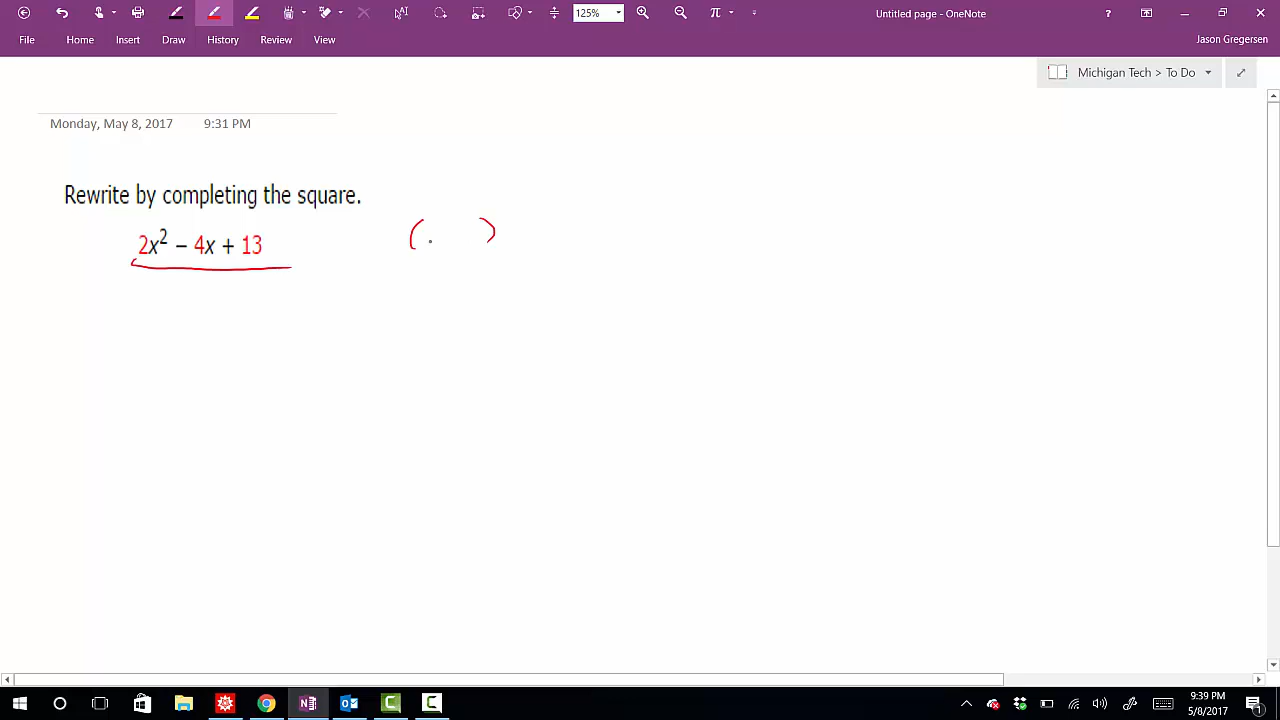 125%
π
Untitled page - OneNote
?
File Home Insert Draw History Review View
Jason Gregersen
Michigan Tech > To Do
Monday, May 8, 2017 9:31 PM
Rewrite by completing the square.
2x² − 4x + 13 ( )
9:39 PM
5/8/2017